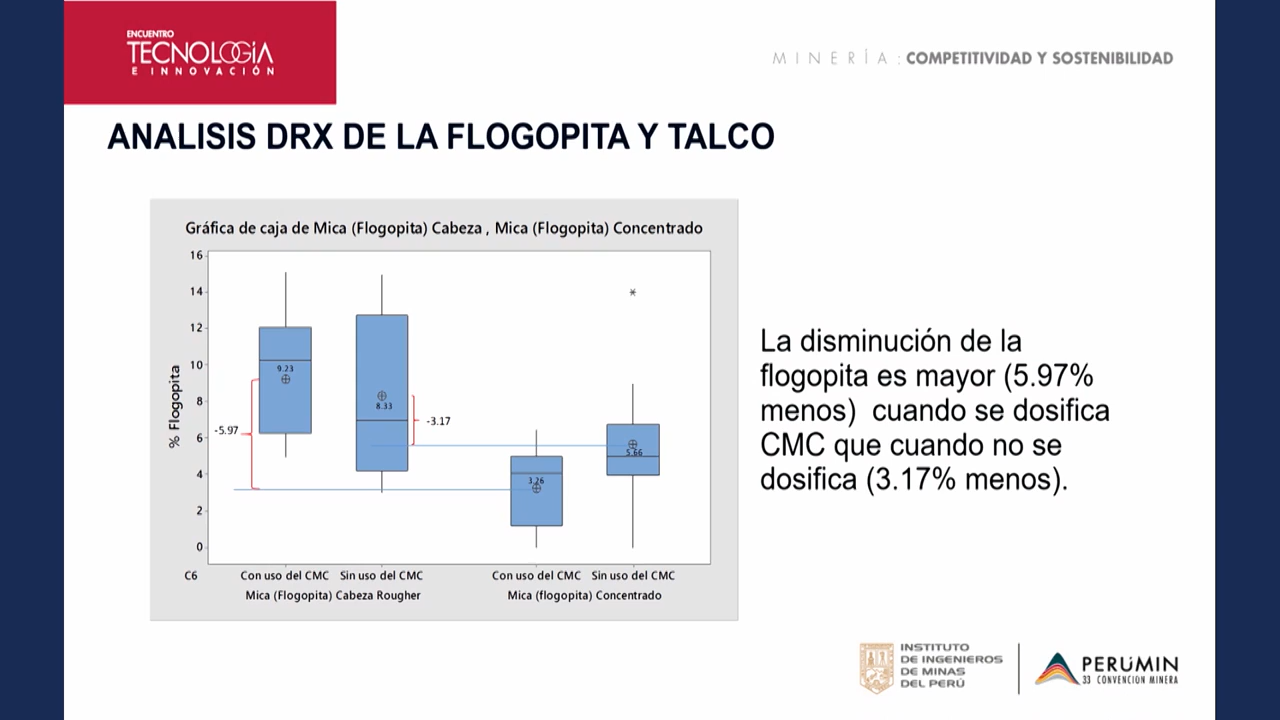 ENCUENTRO
TECNOLOGÍA
E INNOVACIÓN
MINERÍA: COMPETITIVIDAD Y SOSTENIBILIDAD
ANALISIS DRX DE LA FLOGOPITA Y TALCO
Gráfica de caja de Mica (Flogopita) Cabeza , Mica (Flogopita) Concentrado
% Flogopita
16
14
12
10
8
6
4
2
0
9.23
8.33
3.26
5.66
-5.97
-3.17
C6
Con uso del CMC Sin uso del CMC Con uso del CMC Sin uso del CMC
Mica (Flogopita) Cabeza Rougher Mica (flogopita) Concentrado
La disminución de la
flogopita es mayor (5.97%
menos) cuando se dosifica
CMC que cuando no se
dosifica (3.17% menos).
INSTITUTO
DE INGENIEROS
DE MINAS
DEL PERÚ
PERUMIN
33 CONVENCIÓN MINERA